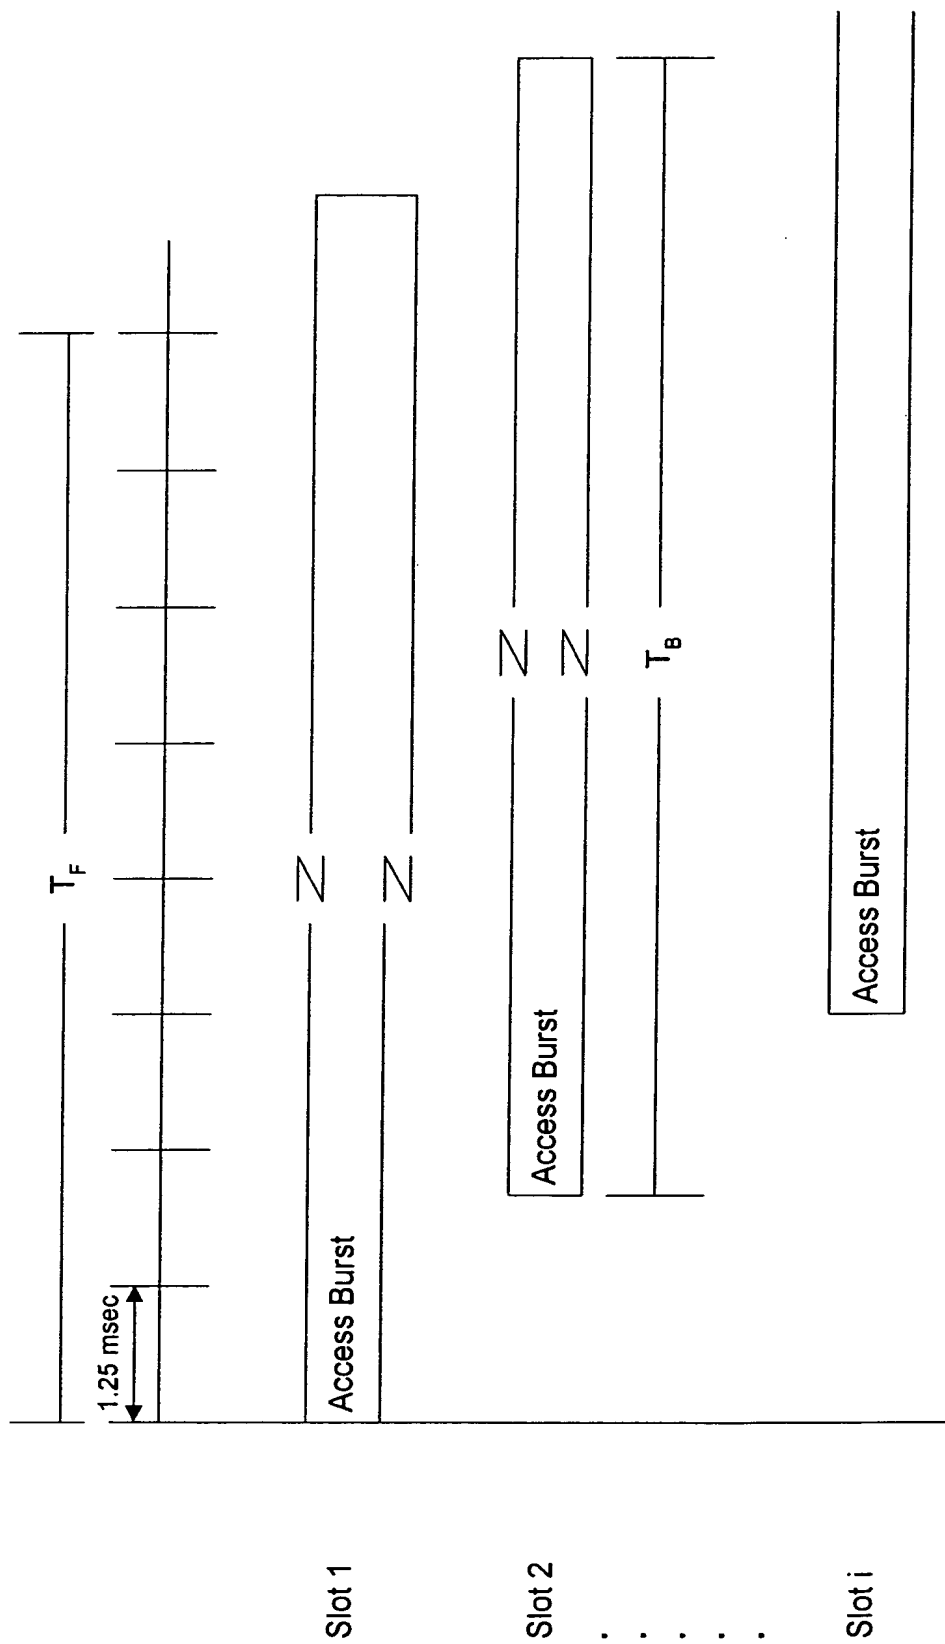 T_F
1.25 msec
Slot 1
Access Burst
Slot 2
Access Burst
T_B
. . . . .
Slot i
Access Burst